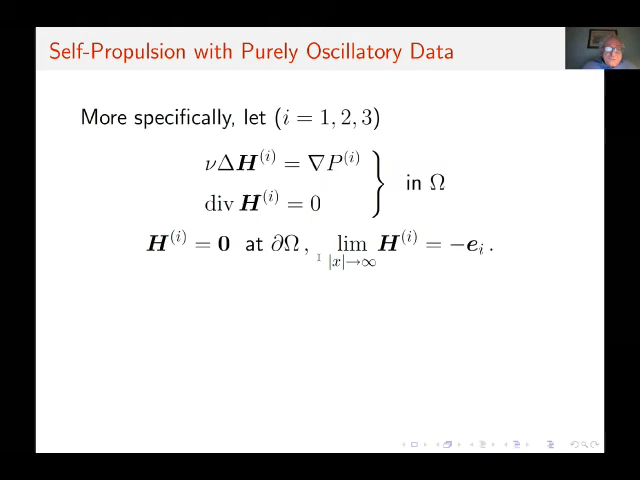 Self-Propulsion with Purely Oscillatory Data
More specifically, let (i = 1, 2, 3)
νΔH⁽ⁱ⁾ = ∇P⁽ⁱ⁾
div H⁽ⁱ⁾ = 0
in Ω
H⁽ⁱ⁾ = 0 at ∂Ω , lim_{|x|→∞} H⁽ⁱ⁾ = −eᵢ .